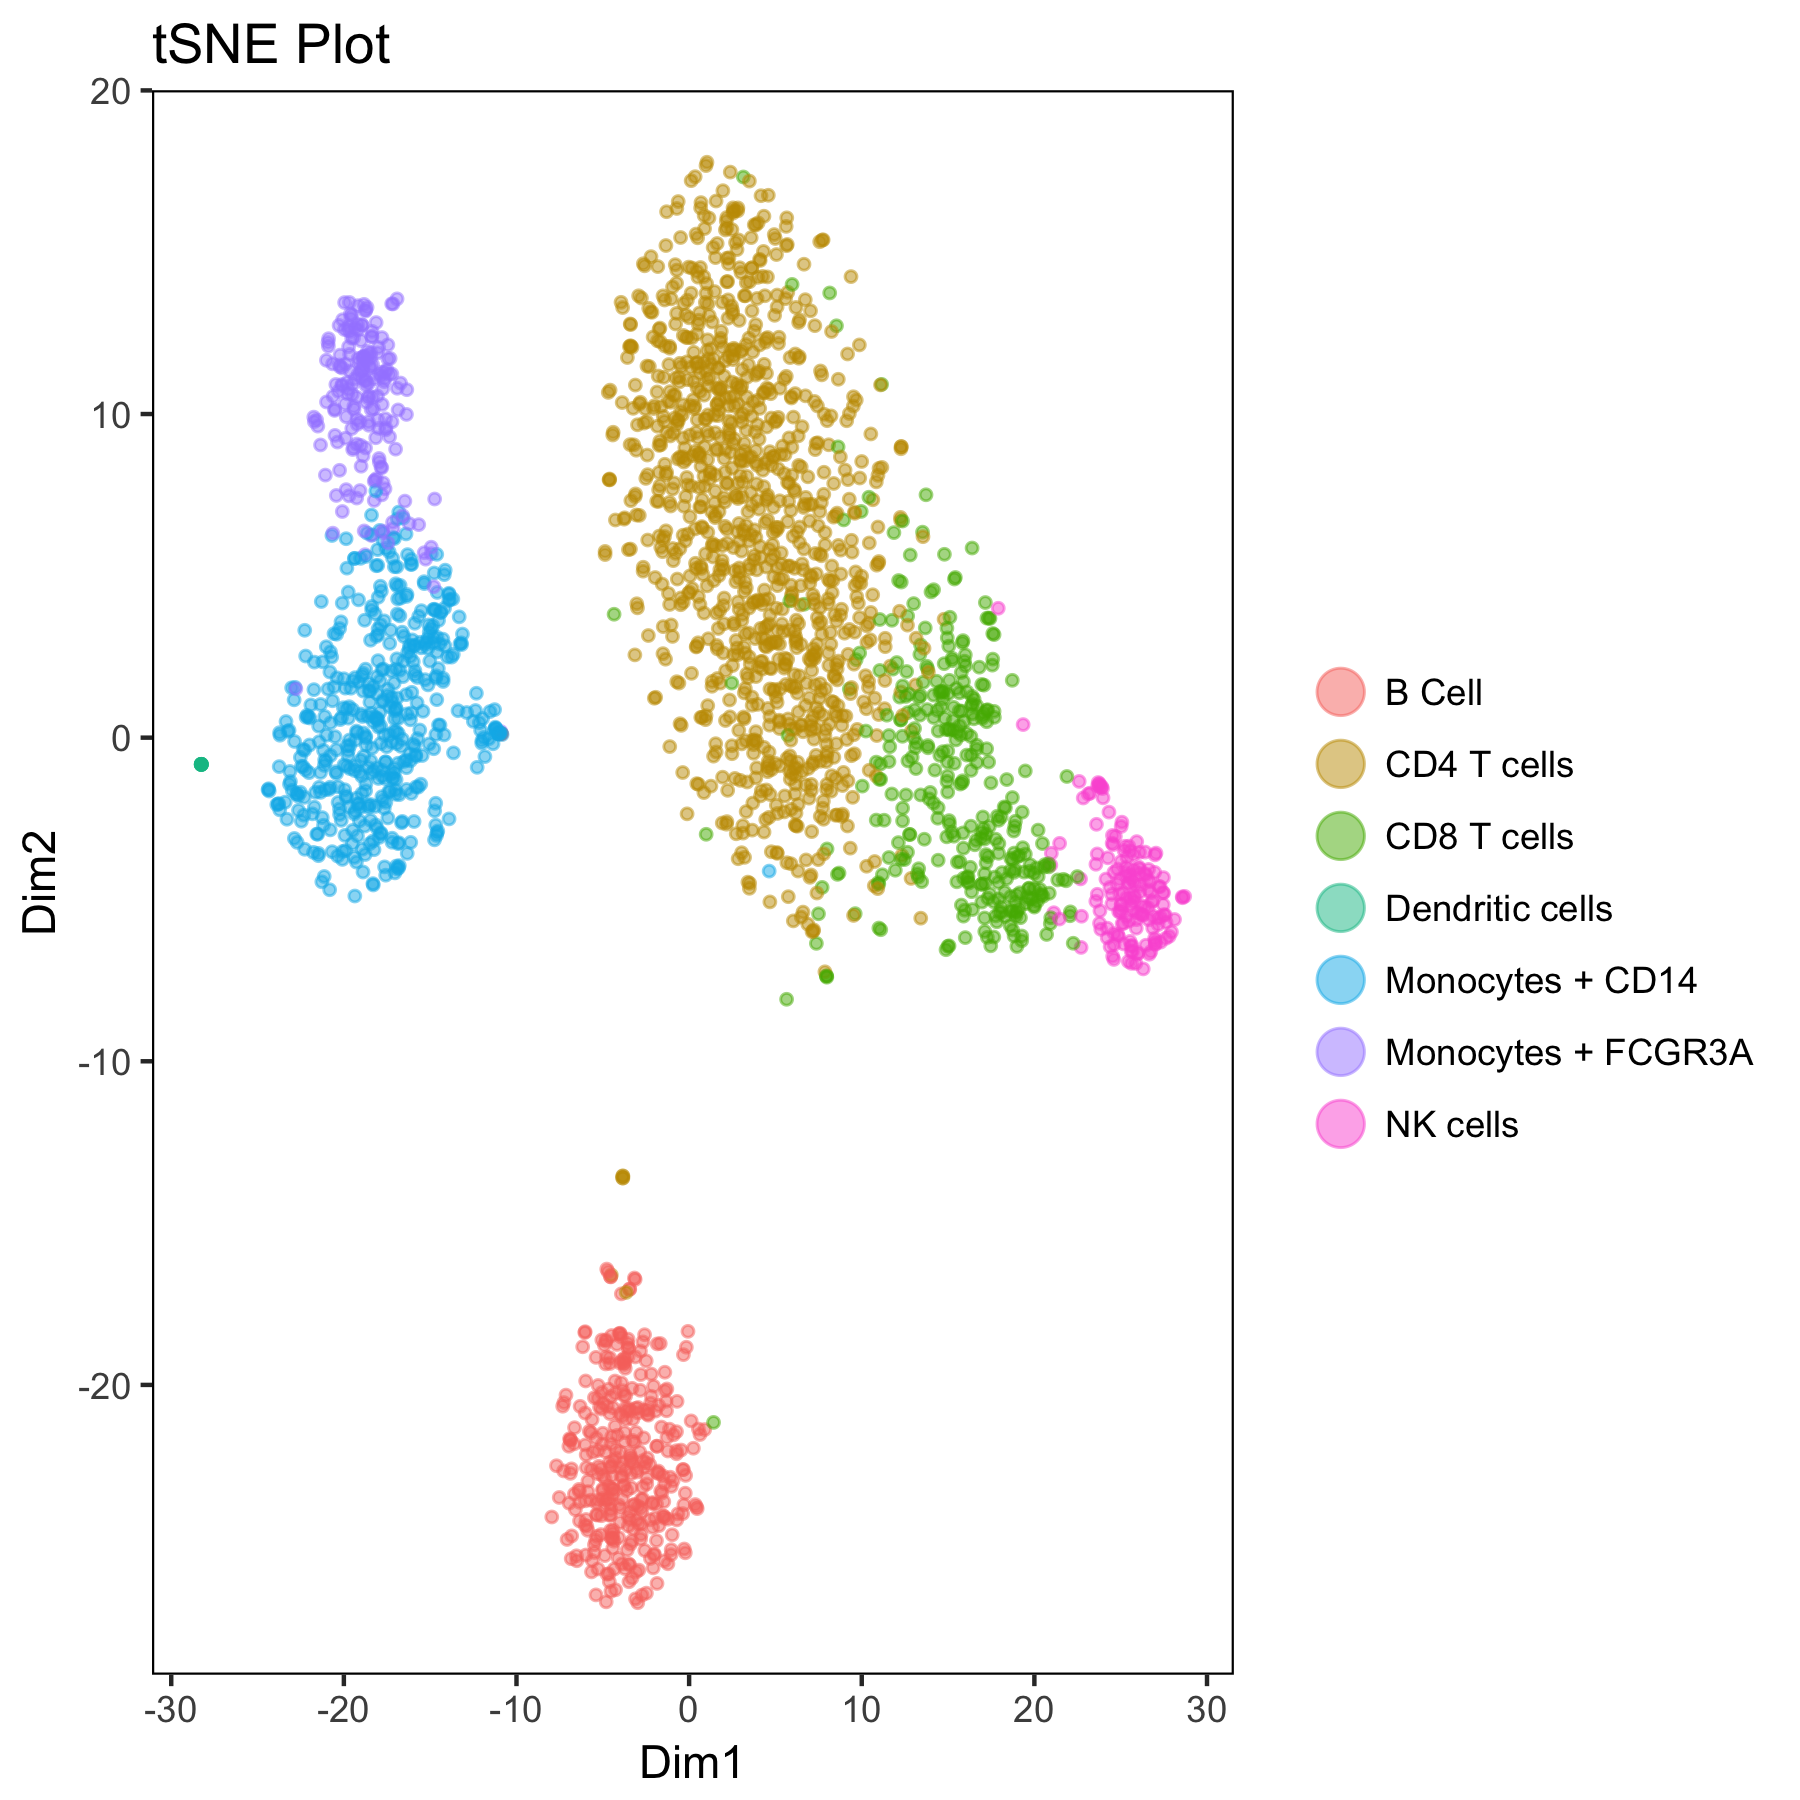 tSNE Plot
20
10
0
-10
-20
Dim2
-30 -20 -10 0 10 20 30
Dim1
B Cell
CD4 T cells
CD8 T cells
Dendritic cells
Monocytes + CD14
Monocytes + FCGR3A
NK cells